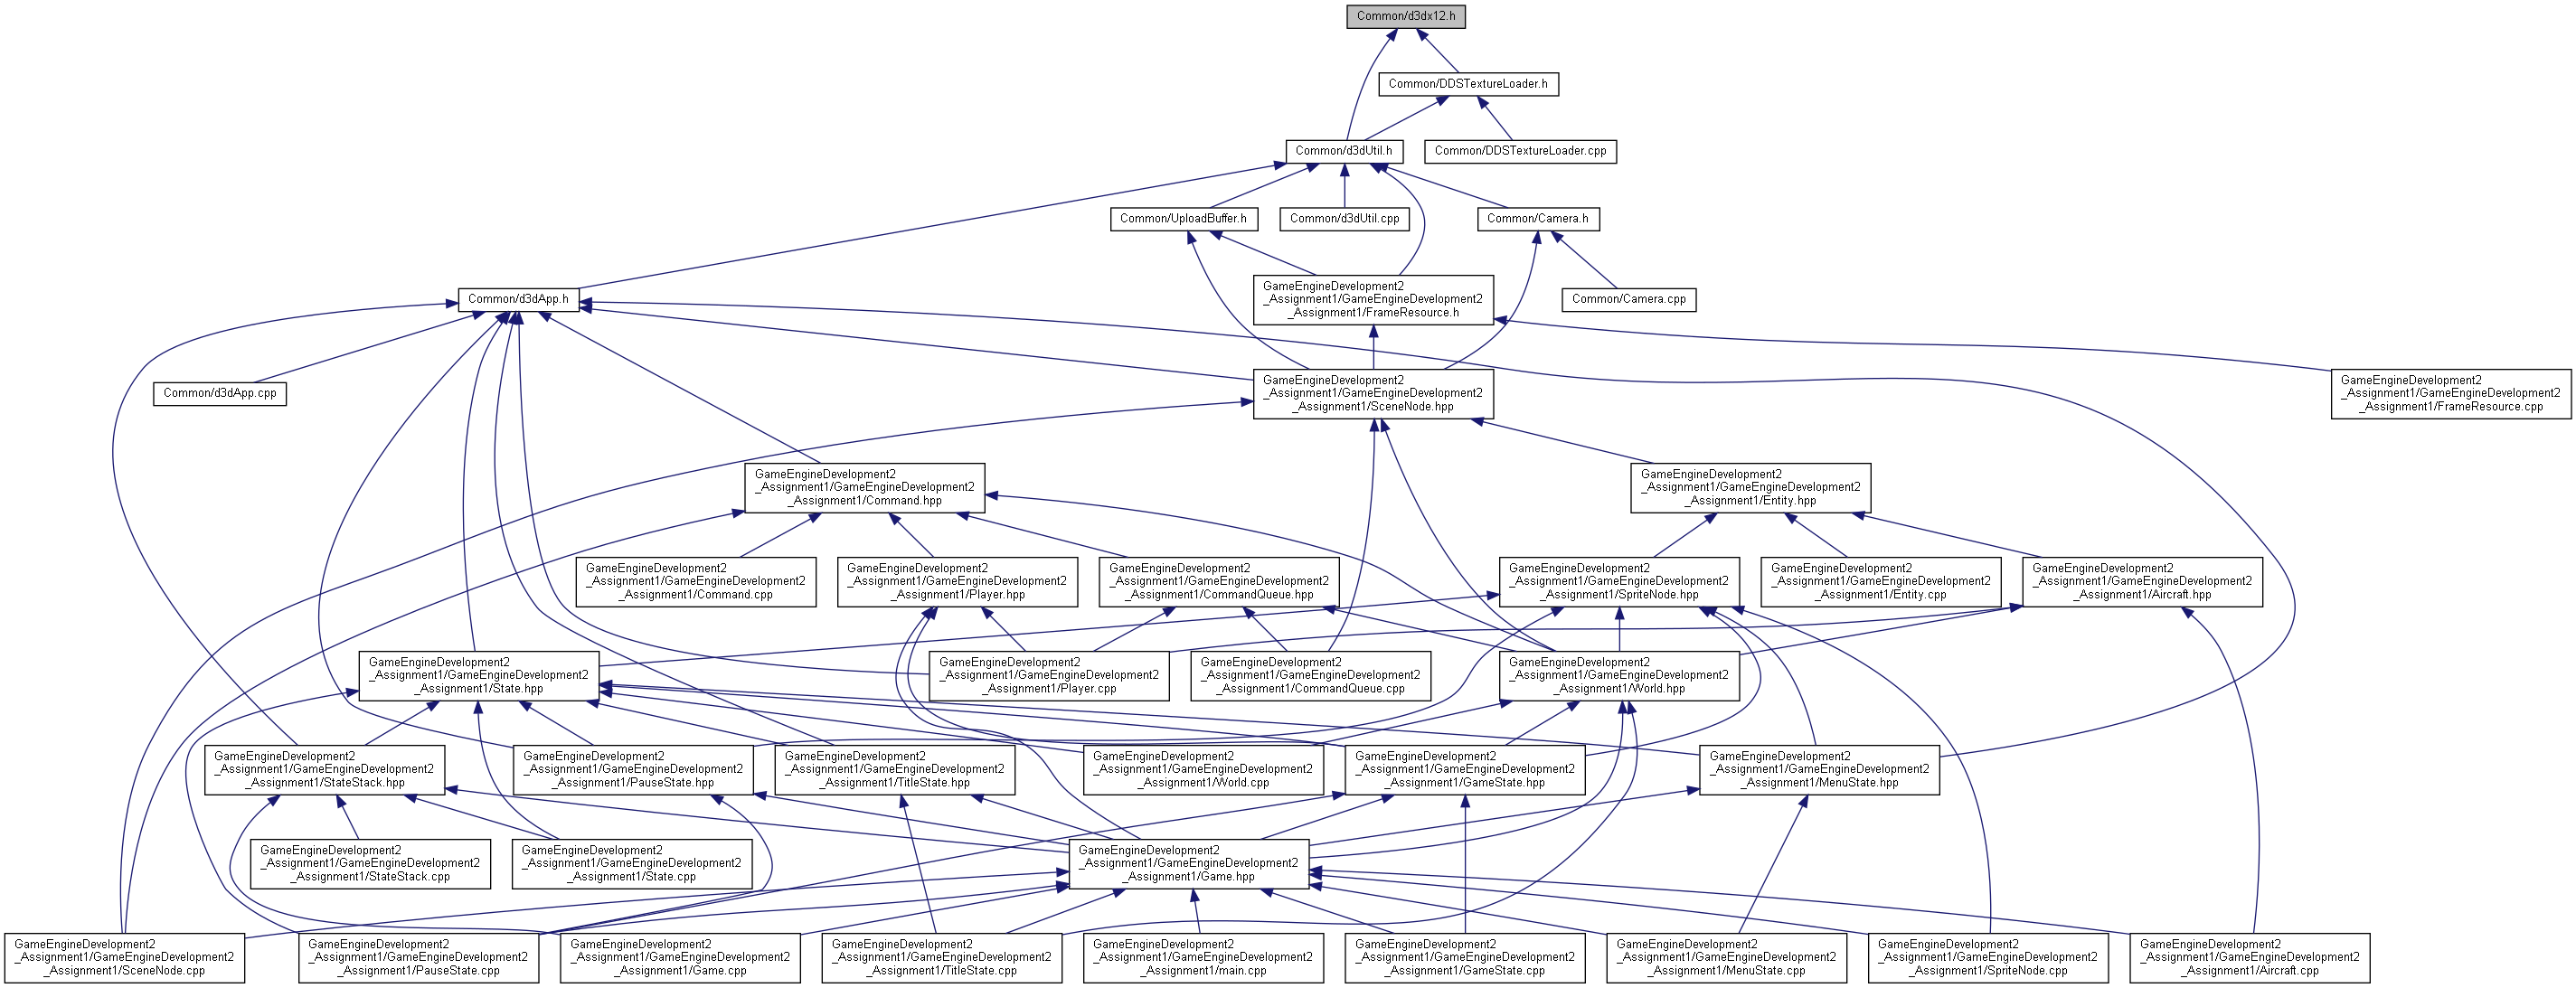 Common/d3dx12.h
Common/DDSTextureLoader.h
Common/d3dUtil.h
Common/DDSTextureLoader.cpp
Common/UploadBuffer.h
Common/d3dUtil.cpp
Common/Camera.h
Common/d3dApp.h
GameEngineDevelopment2
_Assignment1/GameEngineDevelopment2
_Assignment1/FrameResource.h
Common/Camera.cpp
Common/d3dApp.cpp
GameEngineDevelopment2
_Assignment1/GameEngineDevelopment2
_Assignment1/SceneNode.hpp
GameEngineDevelopment2
_Assignment1/GameEngineDevelopment2
_Assignment1/FrameResource.cpp
GameEngineDevelopment2
_Assignment1/GameEngineDevelopment2
_Assignment1/Command.hpp
GameEngineDevelopment2
_Assignment1/GameEngineDevelopment2
_Assignment1/Entity.hpp
GameEngineDevelopment2
_Assignment1/GameEngineDevelopment2
_Assignment1/Command.cpp
GameEngineDevelopment2
_Assignment1/GameEngineDevelopment2
_Assignment1/Player.hpp
GameEngineDevelopment2
_Assignment1/GameEngineDevelopment2
_Assignment1/CommandQueue.hpp
GameEngineDevelopment2
_Assignment1/GameEngineDevelopment2
_Assignment1/SpriteNode.hpp
GameEngineDevelopment2
_Assignment1/GameEngineDevelopment2
_Assignment1/Entity.cpp
GameEngineDevelopment2
_Assignment1/GameEngineDevelopment2
_Assignment1/Aircraft.hpp
GameEngineDevelopment2
_Assignment1/GameEngineDevelopment2
_Assignment1/State.hpp
GameEngineDevelopment2
_Assignment1/GameEngineDevelopment2
_Assignment1/Player.cpp
GameEngineDevelopment2
_Assignment1/GameEngineDevelopment2
_Assignment1/CommandQueue.cpp
GameEngineDevelopment2
_Assignment1/GameEngineDevelopment2
_Assignment1/World.hpp
GameEngineDevelopment2
_Assignment1/GameEngineDevelopment2
_Assignment1/StateStack.hpp
GameEngineDevelopment2
_Assignment1/GameEngineDevelopment2
_Assignment1/PauseState.hpp
GameEngineDevelopment2
_Assignment1/GameEngineDevelopment2
_Assignment1/TitleState.hpp
GameEngineDevelopment2
_Assignment1/GameEngineDevelopment2
_Assignment1/World.cpp
GameEngineDevelopment2
_Assignment1/GameEngineDevelopment2
_Assignment1/GameState.hpp
GameEngineDevelopment2
_Assignment1/GameEngineDevelopment2
_Assignment1/MenuState.hpp
GameEngineDevelopment2
_Assignment1/GameEngineDevelopment2
_Assignment1/StateStack.cpp
GameEngineDevelopment2
_Assignment1/GameEngineDevelopment2
_Assignment1/State.cpp
GameEngineDevelopment2
_Assignment1/GameEngineDevelopment2
_Assignment1/Game.hpp
GameEngineDevelopment2
_Assignment1/GameEngineDevelopment2
_Assignment1/SceneNode.cpp
GameEngineDevelopment2
_Assignment1/GameEngineDevelopment2
_Assignment1/PauseState.cpp
GameEngineDevelopment2
_Assignment1/GameEngineDevelopment2
_Assignment1/Game.cpp
GameEngineDevelopment2
_Assignment1/GameEngineDevelopment2
_Assignment1/TitleState.cpp
GameEngineDevelopment2
_Assignment1/GameEngineDevelopment2
_Assignment1/main.cpp
GameEngineDevelopment2
_Assignment1/GameEngineDevelopment2
_Assignment1/GameState.cpp
GameEngineDevelopment2
_Assignment1/GameEngineDevelopment2
_Assignment1/MenuState.cpp
GameEngineDevelopment2
_Assignment1/GameEngineDevelopment2
_Assignment1/SpriteNode.cpp
GameEngineDevelopment2
_Assignment1/GameEngineDevelopment2
_Assignment1/Aircraft.cpp